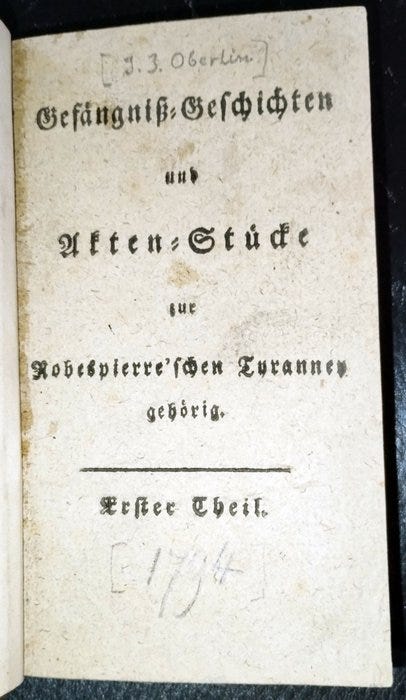 [J. J. Oberlin]
Gefängniß-Geschichten
und
Akten-Stücke
zur
Robespierre'schen Tyranney
gehörig.
Erster Theil.
[1794]